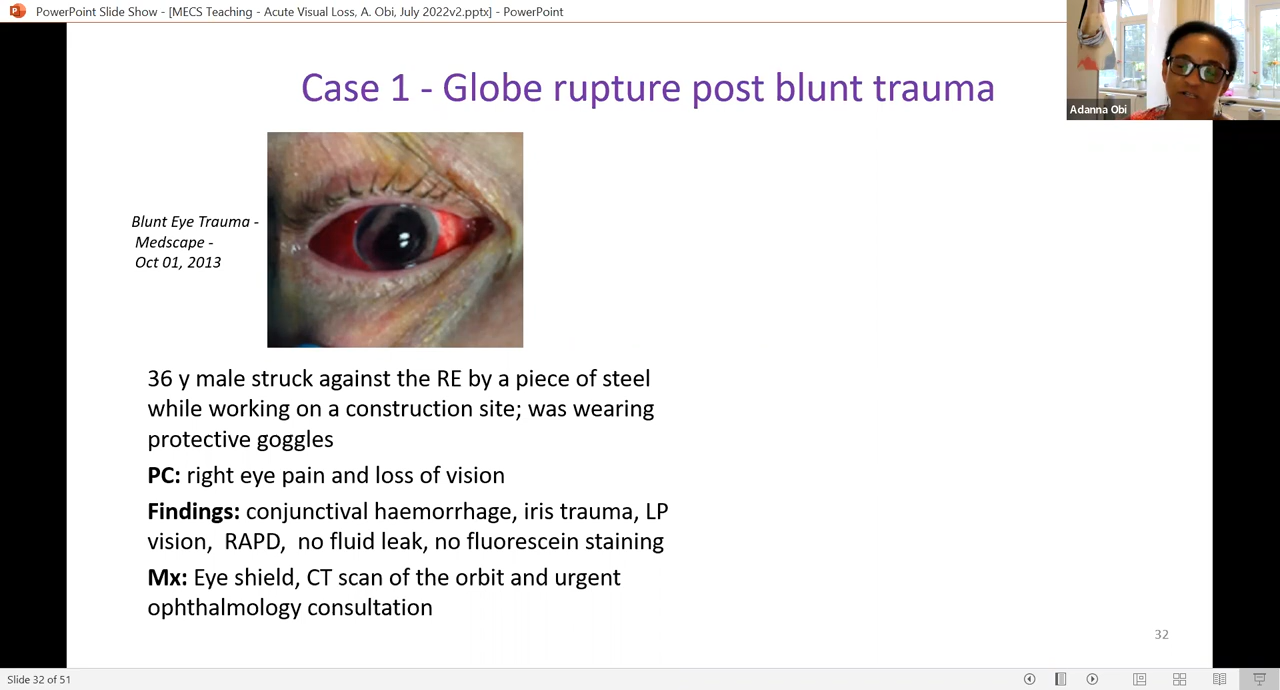 PowerPoint Slide Show - [MECS Teaching - Acute Visual Loss, A. Obi, July 2022v2.pptx] - PowerPoint
Adanna Obi
Case 1 - Globe rupture post blunt trauma
Blunt Eye Trauma -
Medscape -
Oct 01, 2013
36 y male struck against the RE by a piece of steel
while working on a construction site; was wearing
protective goggles
PC: right eye pain and loss of vision
Findings: conjunctival haemorrhage, iris trauma, LP
vision, RAPD, no fluid leak, no fluorescein staining
Mx: Eye shield, CT scan of the orbit and urgent
ophthalmology consultation
32
Slide 32 of 51